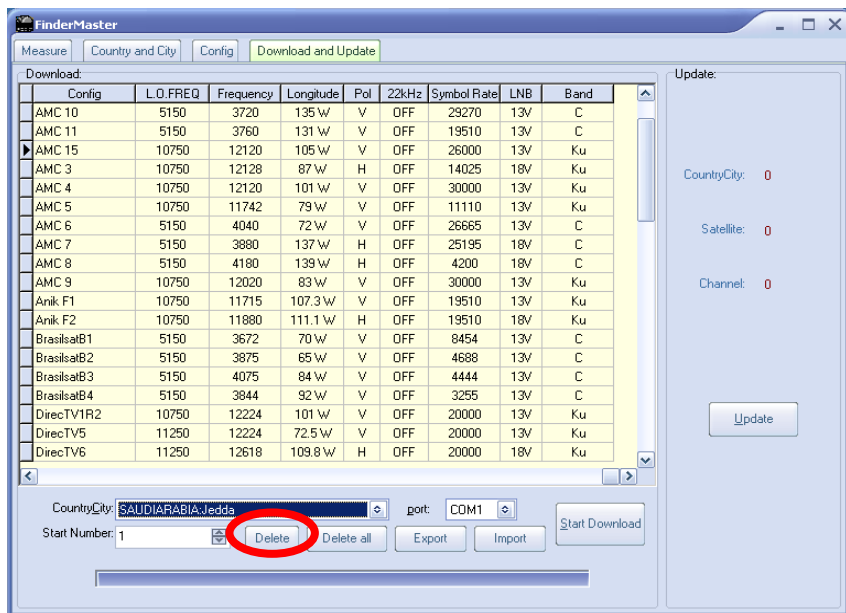 FinderMaster
Measure Country and City Config Download and Update
Download: Update:
Config L.O.FREQ Frequency Longitude Pol 22kHz Symbol Rate LNB Band
AMC 10 5150 3720 135 W V OFF 29270 13V C
AMC 11 5150 3760 131 W V OFF 19510 13V C
AMC 15 10750 12120 105 W V OFF 26000 13V Ku
AMC 3 10750 12128 87 W H OFF 14025 18V Ku
AMC 4 10750 12120 101 W V OFF 30000 13V Ku
AMC 5 10750 11742 79 W V OFF 11110 13V Ku
AMC 6 5150 4040 72 W V OFF 26665 13V C
AMC 7 5150 3880 137 W H OFF 25195 18V C
AMC 8 5150 4180 139 W H OFF 4200 18V C
AMC 9 10750 12020 83 W V OFF 30000 13V Ku
Anik F1 10750 11715 107.3 W V OFF 19510 13V Ku
Anik F2 10750 11880 111.1 W H OFF 19510 18V Ku
BrasilsatB1 5150 3672 70 W V OFF 8454 13V C
BrasilsatB2 5150 3875 65 W V OFF 4688 13V C
BrasilsatB3 5150 4075 84 W V OFF 4444 13V C
BrasilsatB4 5150 3844 92 W V OFF 3255 13V C
DirecTV1R2 10750 12224 101 W V OFF 20000 13V Ku
DirecTV5 11250 12224 72.5 W V OFF 20000 13V Ku
DirecTV6 11250 12618 109.8 W H OFF 20000 18V Ku
CountryCity: 0
Satellite: 0
Channel: 0
Update
CountryCity: SAUDIARABIA:Jedda port: COM1
Start Download
Start Number: 1 Delete Delete all Export Import